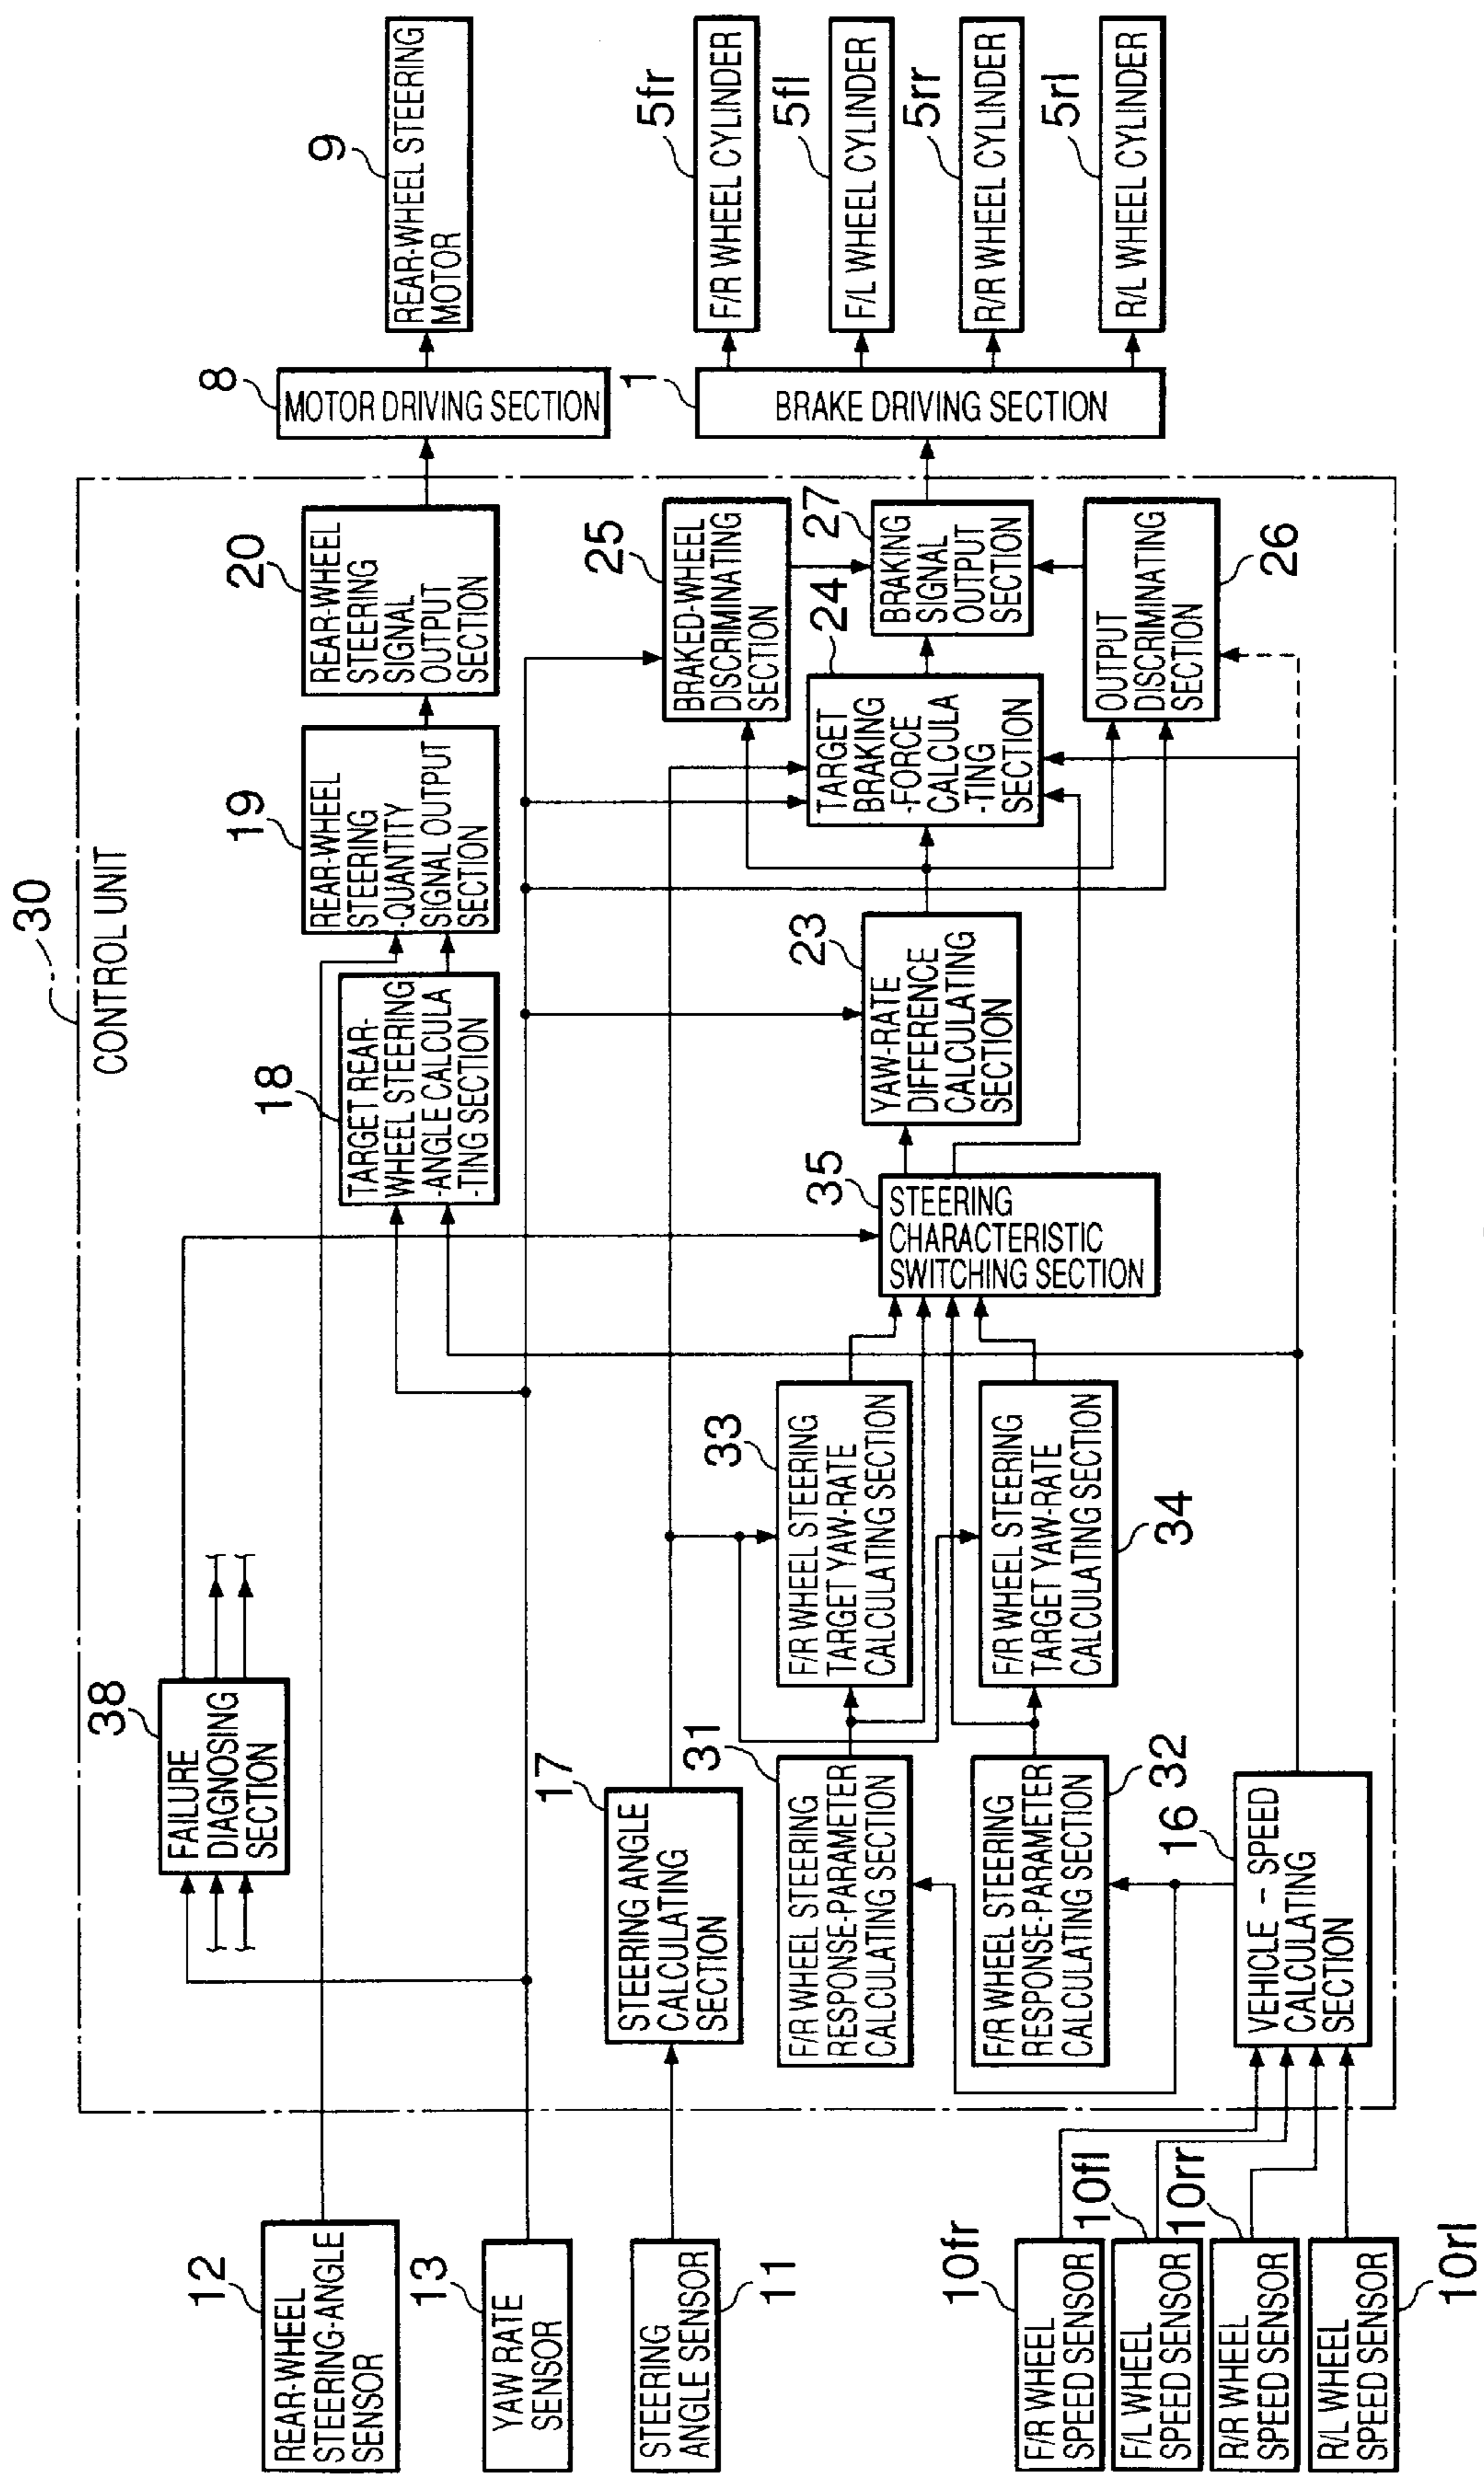 30
CONTROL UNIT
12
REAR-WHEEL
STEERING-ANGLE
SENSOR
13
YAW RATE
SENSOR
11
STEERING
ANGLE SENSOR
10fr
F/R WHEEL
SPEED SENSOR
10fl
F/L WHEEL
SPEED SENSOR
10rr
R/R WHEEL
SPEED SENSOR
10rl
R/L WHEEL
SPEED SENSOR
38
FAILURE
DIAGNOSING
SECTION
17
STEERING ANGLE
CALCULATING
SECTION
31
F/R WHEEL STEERING
RESPONSE-PARAMETER
CALCULATING SECTION
32
F/R WHEEL STEERING
RESPONSE-PARAMETER
CALCULATING SECTION
16
VEHICLE - SPEED
CALCULATING
SECTION
33
F/R WHEEL STEERING
TARGET YAW-RATE
CALCULATING SECTION
34
F/R WHEEL STEERING
TARGET YAW-RATE
CALCULATING SECTION
18
TARGET REAR-
WHEEL STEERING
-ANGLE CALCULA
-TING SECTION
35
STEERING
CHARACTERISTIC
SWITCHING SECTION
19
REAR-WHEEL
STEERING
-QUANTITY
SIGNAL OUTPUT
SECTION
23
YAW-RATE
DIFFERENCE
CALCULATING
SECTION
20
REAR-WHEEL
STEERING
SIGNAL
OUTPUT
SECTION
25
BRAKED-WHEEL
DISCRIMINATING
SECTION
24
TARGET
BRAKING
-FORCE
CALCULA
-TING
SECTION
27
BRAKING
SIGNAL
OUTPUT
SECTION
26
OUTPUT
DISCRIMINATING
SECTION
8
MOTOR DRIVING SECTION
1
BRAKE DRIVING SECTION
9
REAR-WHEEL STEERING
MOTOR
5fr
F/R WHEEL CYLINDER
5fl
F/L WHEEL CYLINDER
5rr
R/R WHEEL CYLINDER
5rl
R/L WHEEL CYLINDER